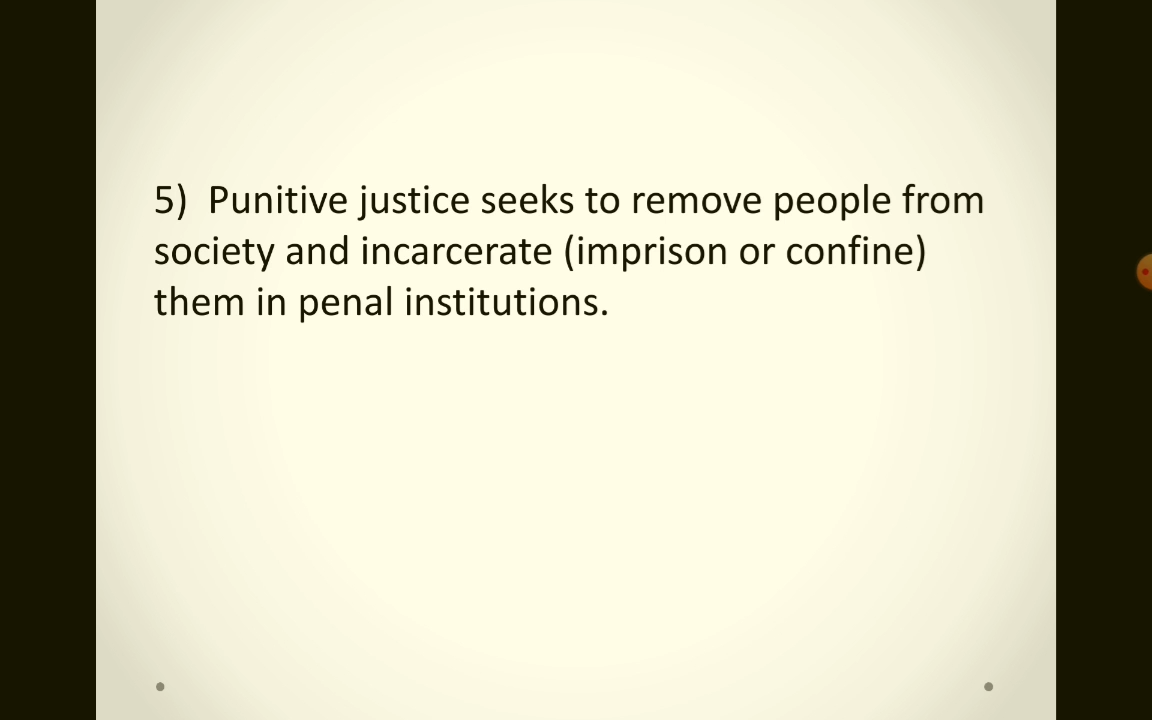 5)  Punitive justice seeks to remove people from
society and incarcerate (imprison or confine)
them in penal institutions.